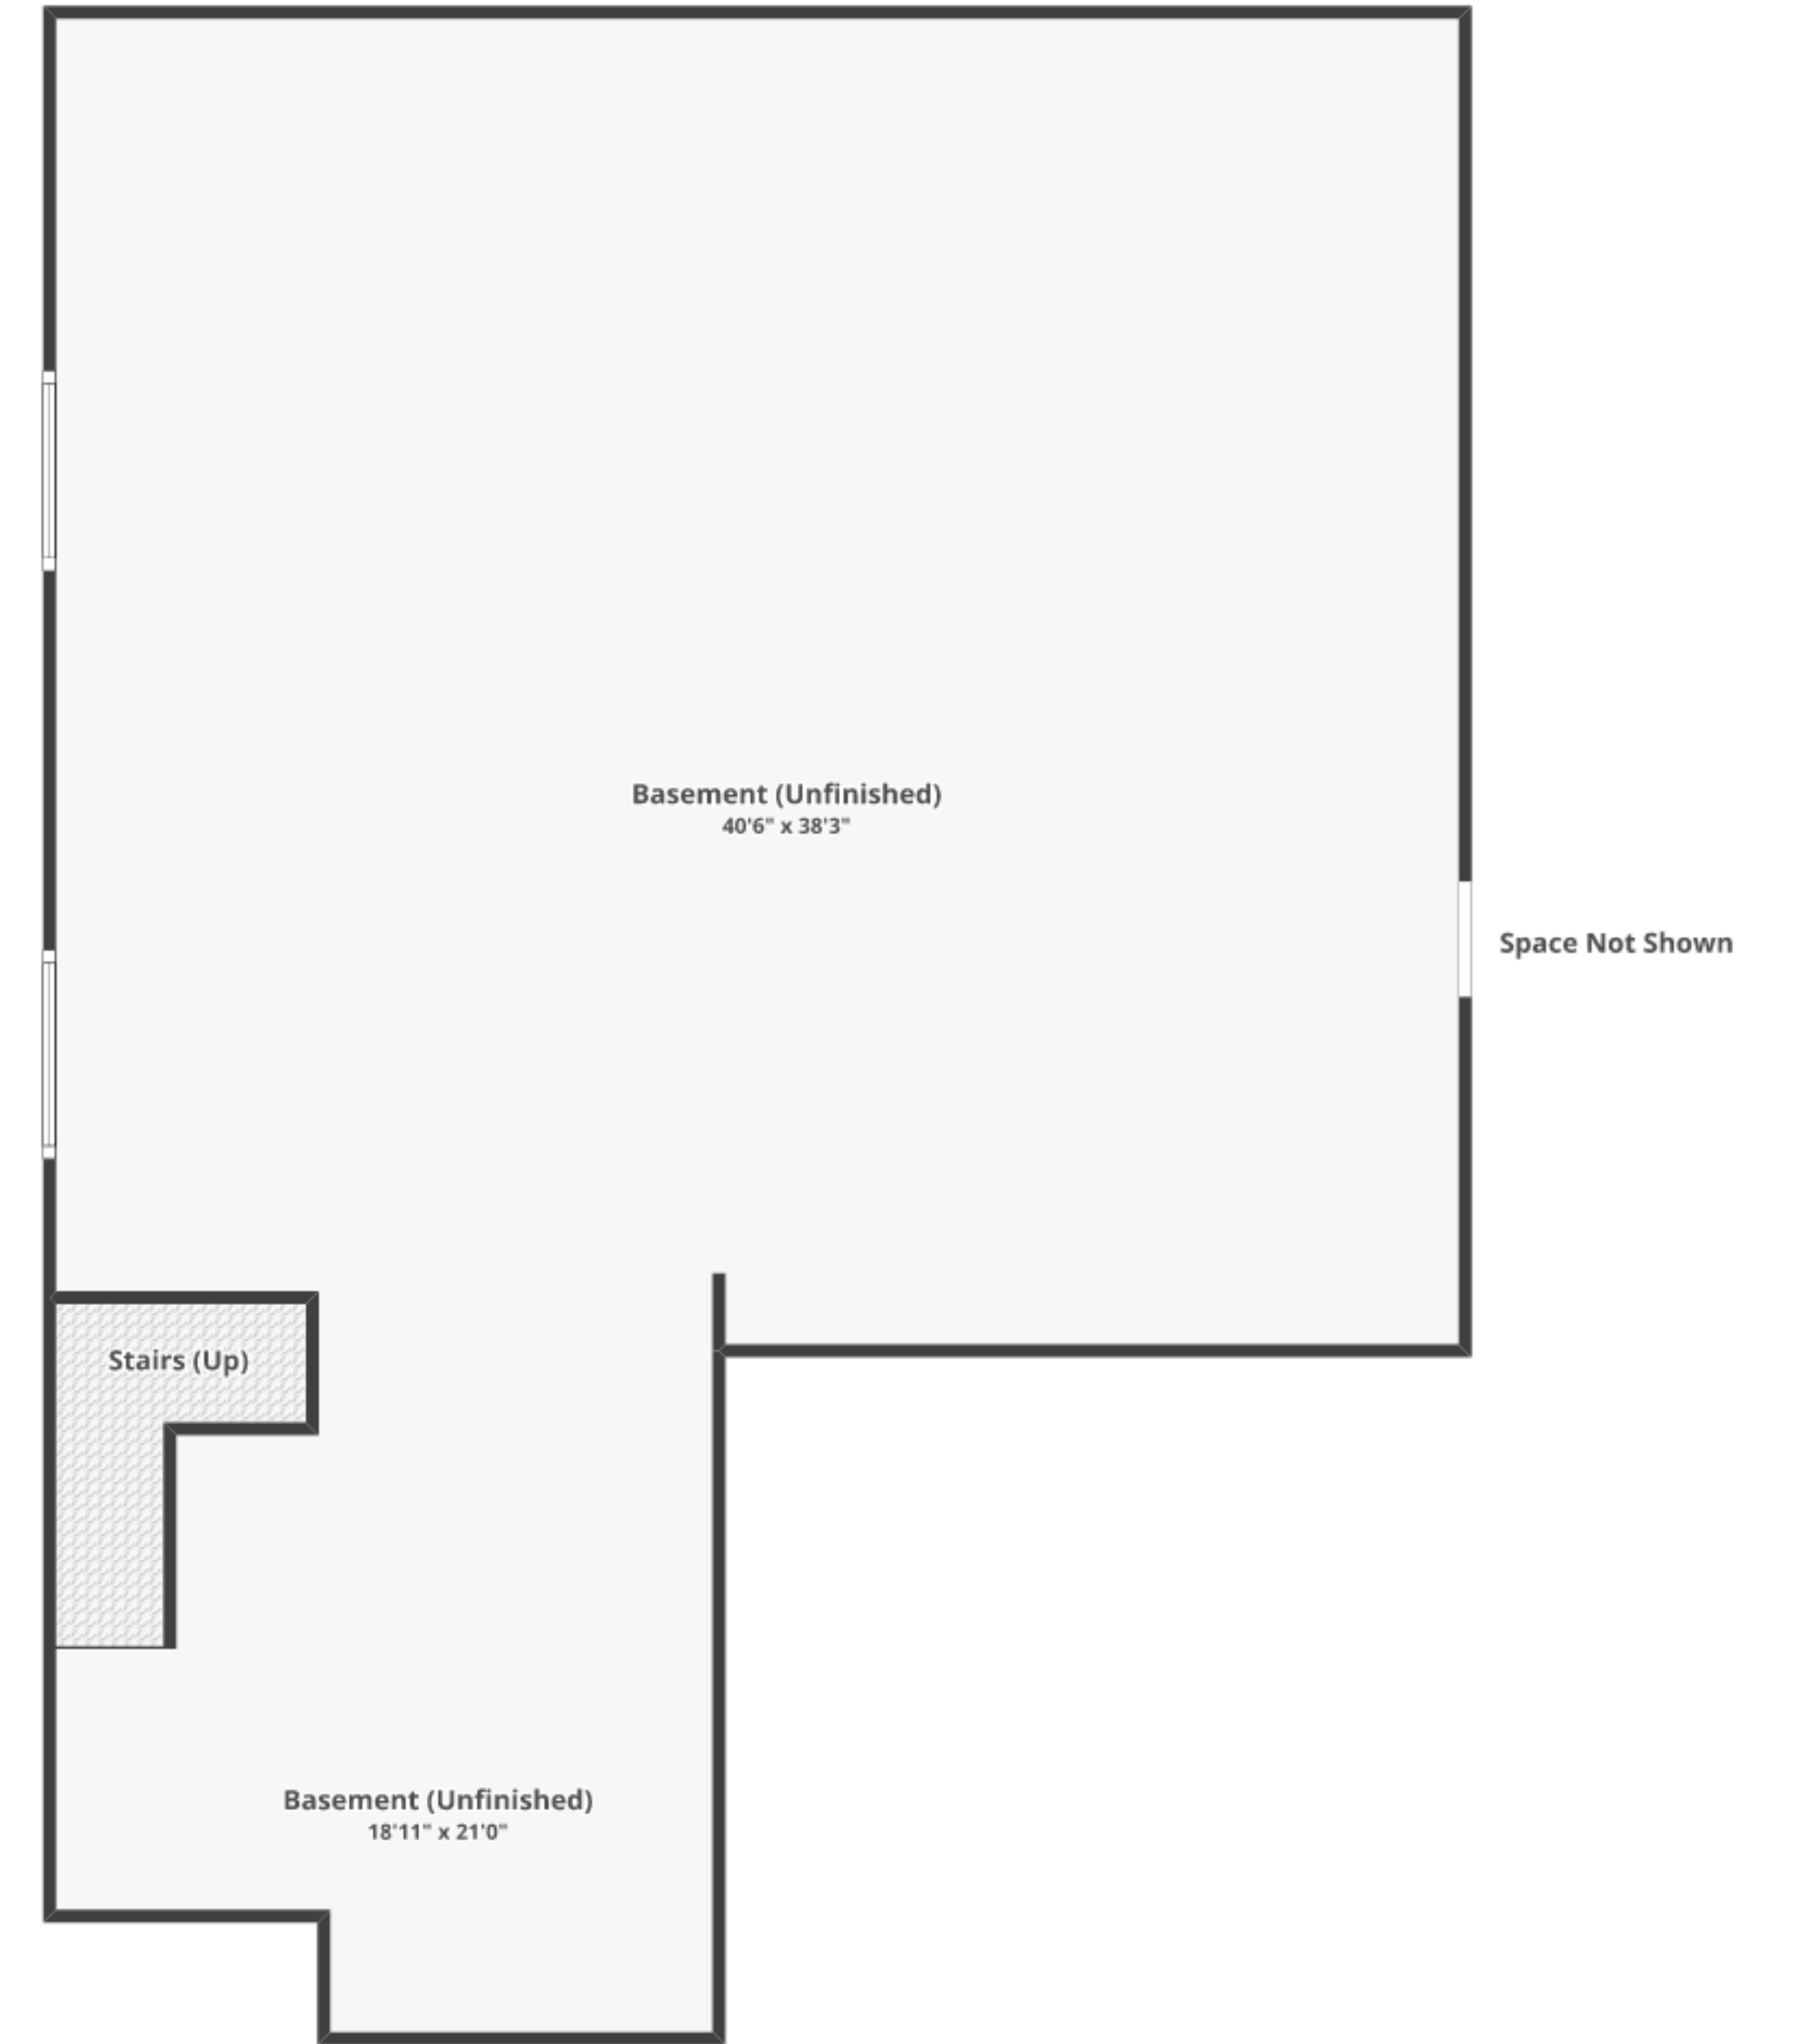 Basement (Unfinished)
40'6" x 38'3"
Space Not Shown
Stairs (Up)
Basement (Unfinished)
18'11" x 21'0"